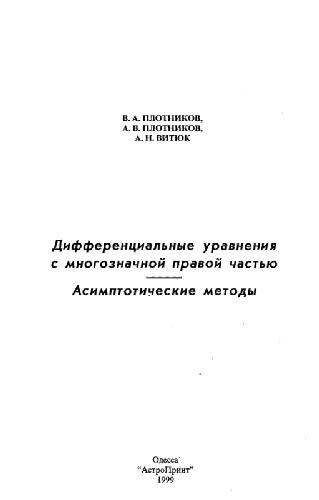 В. А. ПЛОТНИКОВ,
А. В. ПЛОТНИКОВ,
А. Н. ВИТЮК
Дифференциальные уравнения
с многозначной правой частью
Асимптотические методы
Одесса
"АстроПринт"
1999